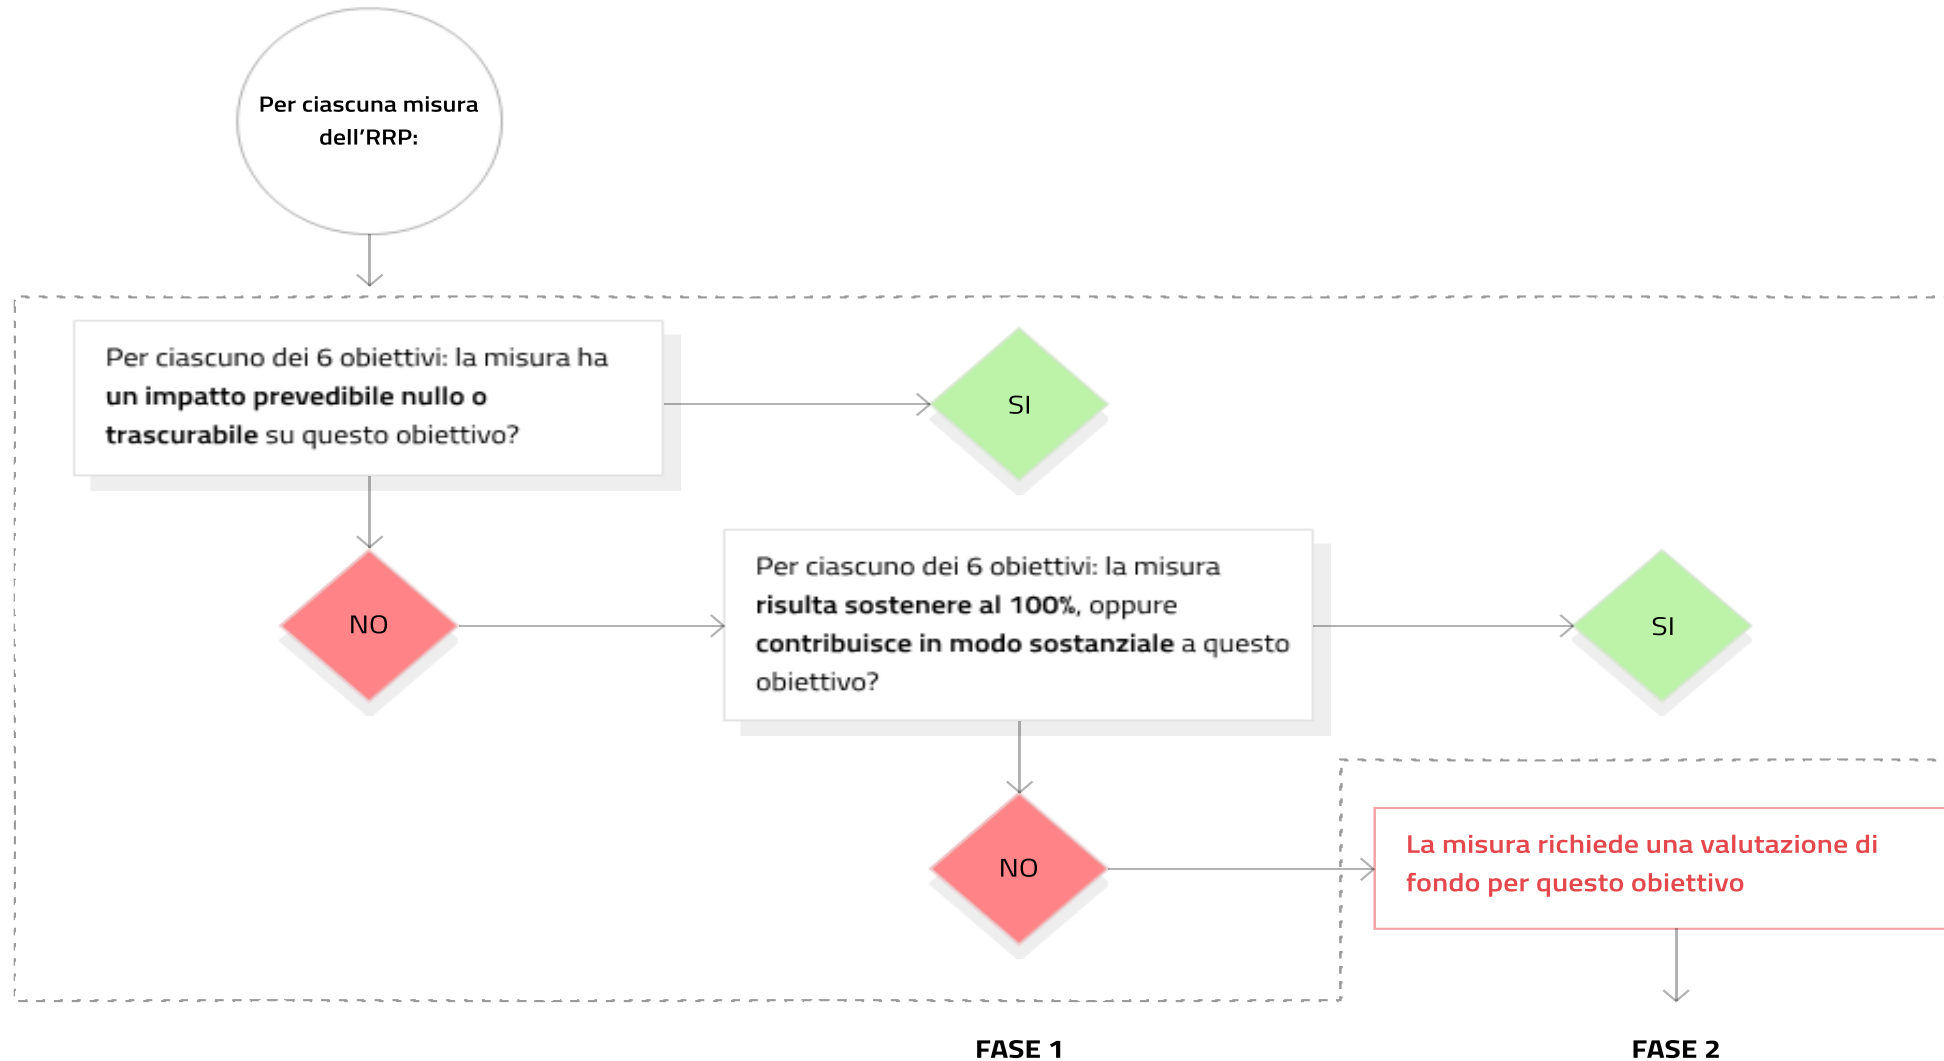 Per ciascuna misura
dell’RRP:
Per ciascuno dei 6 obiettivi: la misura ha
un impatto prevedibile nullo o
trascurabile su questo obiettivo?
SI
NO
Per ciascuno dei 6 obiettivi: la misura
risulta sostenere al 100%, oppure
contribuisce in modo sostanziale a questo
obiettivo?
SI
NO
La misura richiede una valutazione di
fondo per questo obiettivo
FASE 1
FASE 2